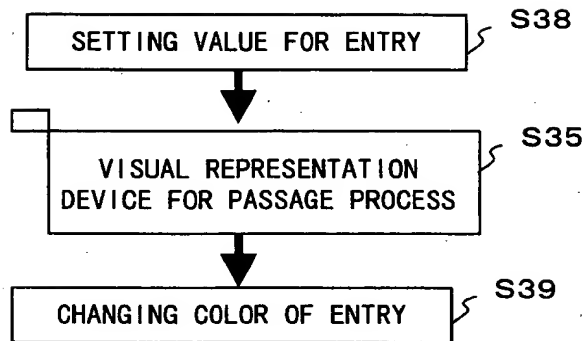 S38
SETTING VALUE FOR ENTRY
S35
VISUAL REPRESENTATION
DEVICE FOR PASSAGE PROCESS
S39
CHANGING COLOR OF ENTRY